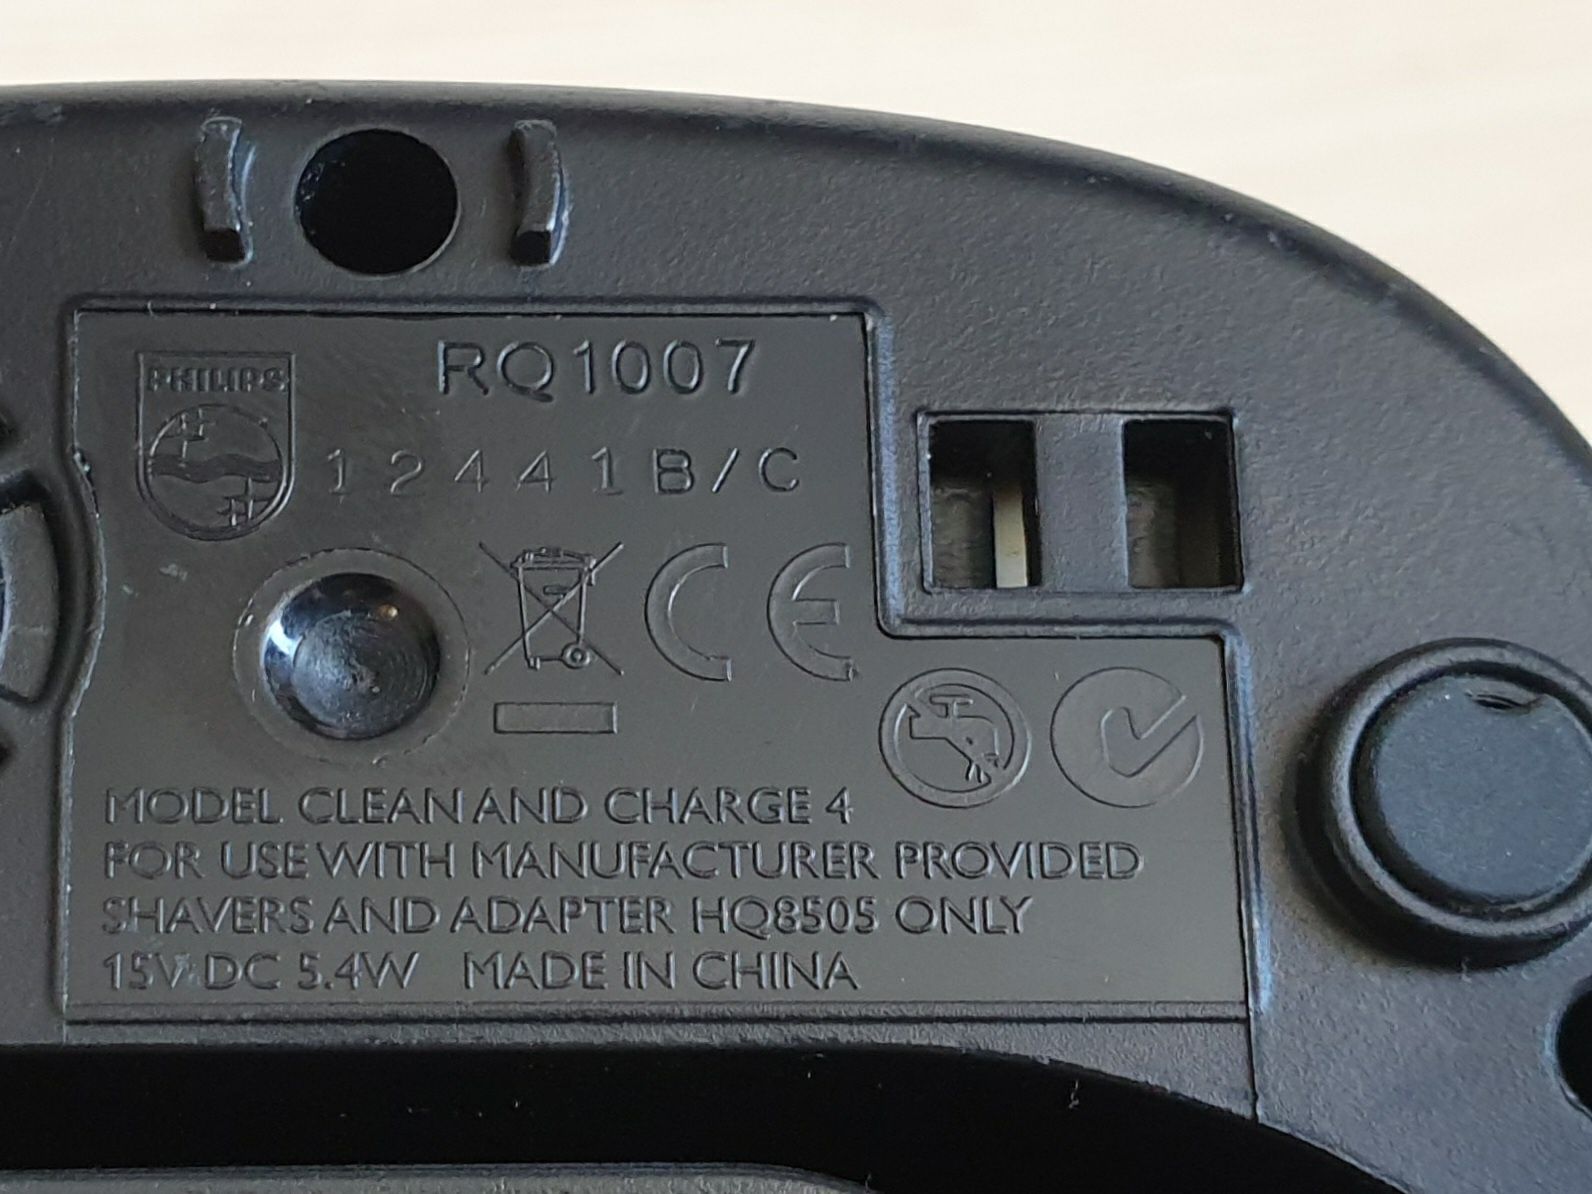 PHILIPS
RQ1007
12441B/C
CE
MODEL CLEAN AND CHARGE 4
FOR USE WITH MANUFACTURER PROVIDED
SHAVERS AND ADAPTER HQ8505 ONLY
15V DC 5.4W MADE IN CHINA